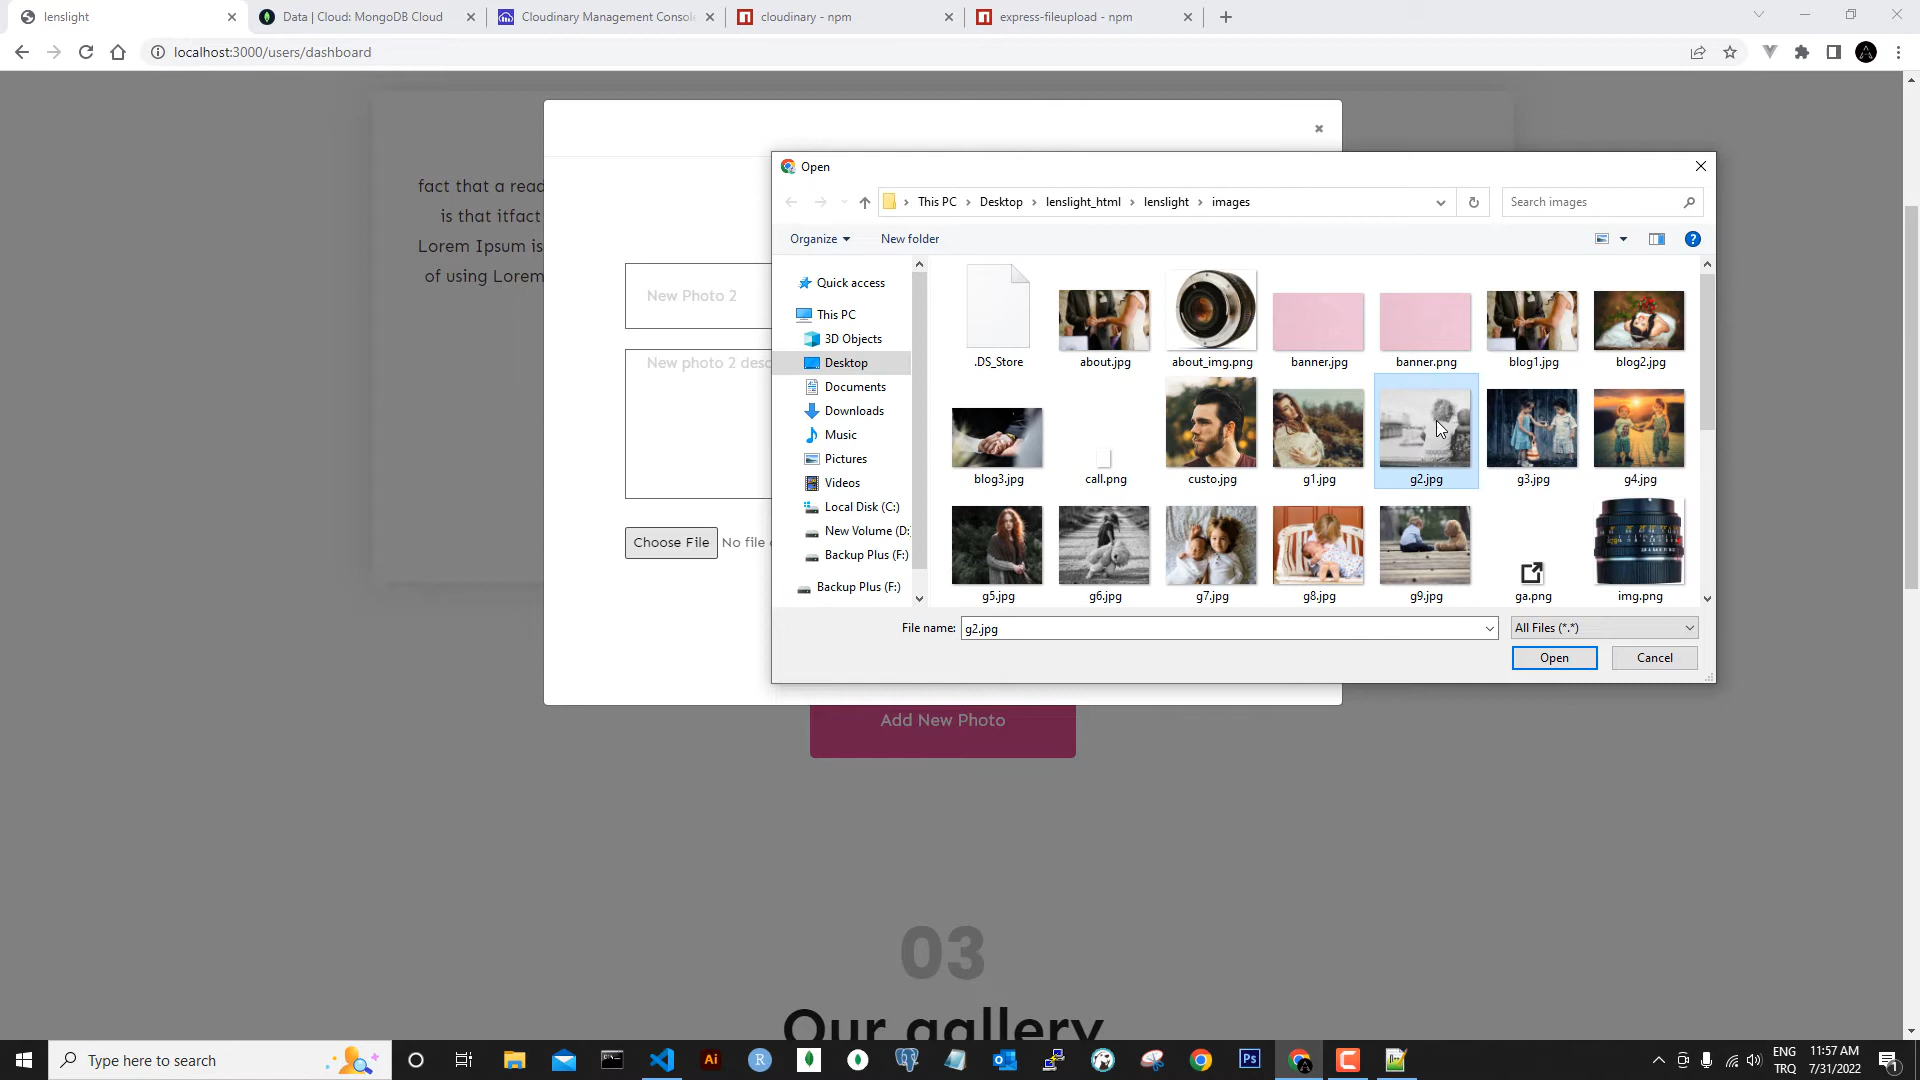 lenslight
Data | Cloud: MongoDB Cloud
Cloudinary Management Console
cloudinary - npm
express-fileupload - npm
localhost:3000/users/dashboard
fact that a read
is that itfact
Lorem Ipsum is
of using Lorem
New Photo 2
New photo 2 desc
Choose File No file
Open
This PC > Desktop > lenslight_html > lenslight > images
Search images
Organize
New folder
Quick access
This PC
3D Objects
Desktop
Documents
Downloads
Music
Pictures
Videos
Local Disk (C:)
New Volume (D:
Backup Plus (F:)
Backup Plus (F:)
.DS_Store
about.jpg
about_img.png
banner.jpg
banner.png
blog1.jpg
blog2.jpg
blog3.jpg
call.png
custo.jpg
g1.jpg
g2.jpg
g3.jpg
g4.jpg
g5.jpg
g6.jpg
g7.jpg
g8.jpg
g9.jpg
ga.png
img.png
File name: g2.jpg
All Files (*.*)
Open
Cancel
Add New Photo
03
Our gallery
Type here to search
Ai
R
Ps
ENG
TRQ
11:57 AM
7/31/2022
1